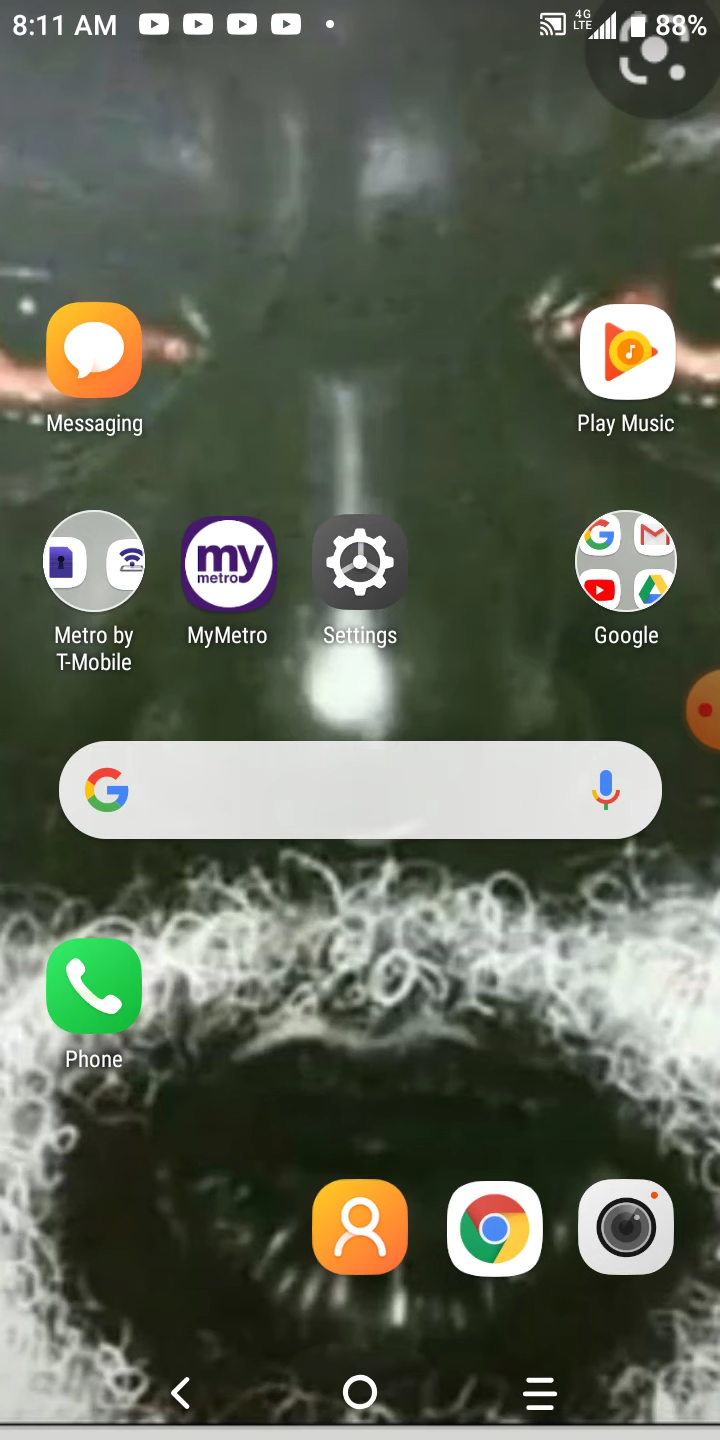 8:11 AM
4G
LTE
88%
Messaging
Play Music
my
metro
Metro by
T-Mobile
MyMetro
Settings
Google
Phone